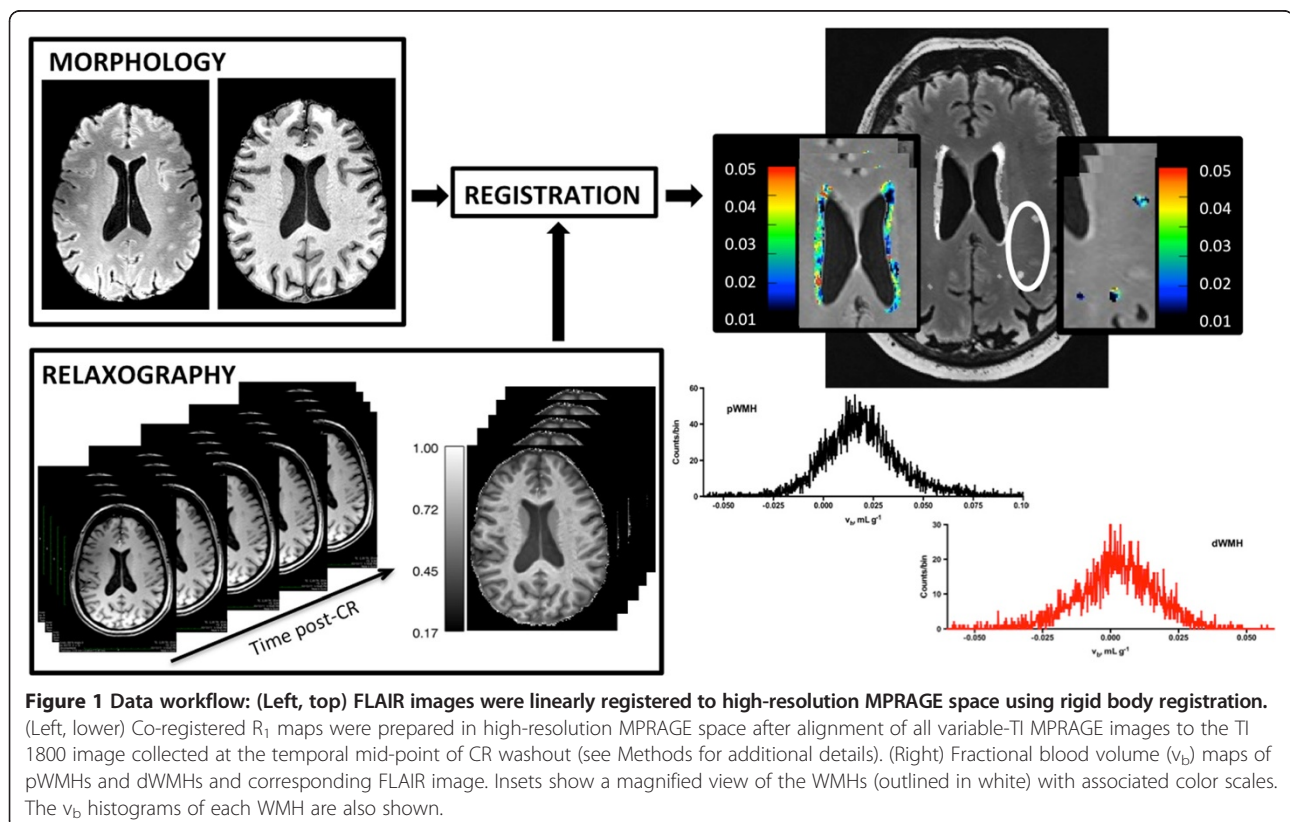 MORPHOLOGY
REGISTRATION
RELAXOGRAPHY
Time post-CR
1.00
0.72
0.45
0.17
0.05
0.04
0.03
0.02
0.01
0.05
0.04
0.03
0.02
0.01
pWMH
Counts/bin
60
40
20
0
-0.050
-0.025
0.000
0.025
0.050
0.075
0.10
vb, mL g-1
dWMH
Counts/bin
30
20
10
0
-0.050
-0.025
0.000
0.025
0.050
vb, mL g-1
Figure 1 Data workflow: (Left, top) FLAIR images were linearly registered to high-resolution MPRAGE space using rigid body registration.
(Left, lower) Co-registered R1 maps were prepared in high-resolution MPRAGE space after alignment of all variable-TI MPRAGE images to the TI
1800 image collected at the temporal mid-point of CR washout (see Methods for additional details). (Right) Fractional blood volume (vb) maps of
pWMHs and dWMHs and corresponding FLAIR image. Insets show a magnified view of the WMHs (outlined in white) with associated color scales.
The vb histograms of each WMH are also shown.